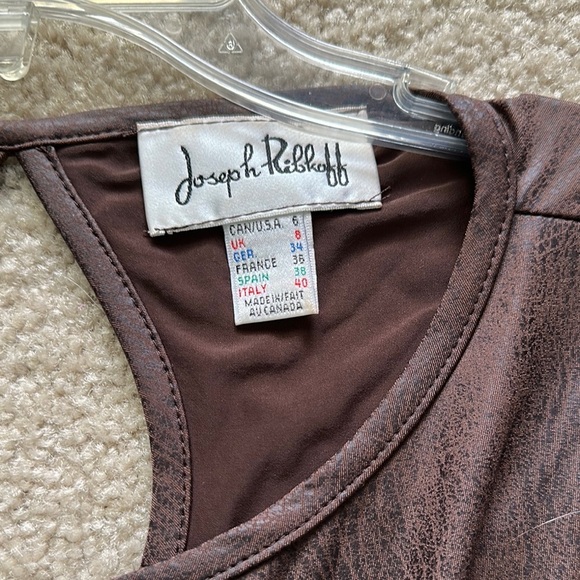 Joseph Ribkoff
CAN/U.S.A. 6
UK 8
GER. 34
FRANCE 36
SPAIN 38
ITALY 40
MADE IN/FAIT
AU CANADA